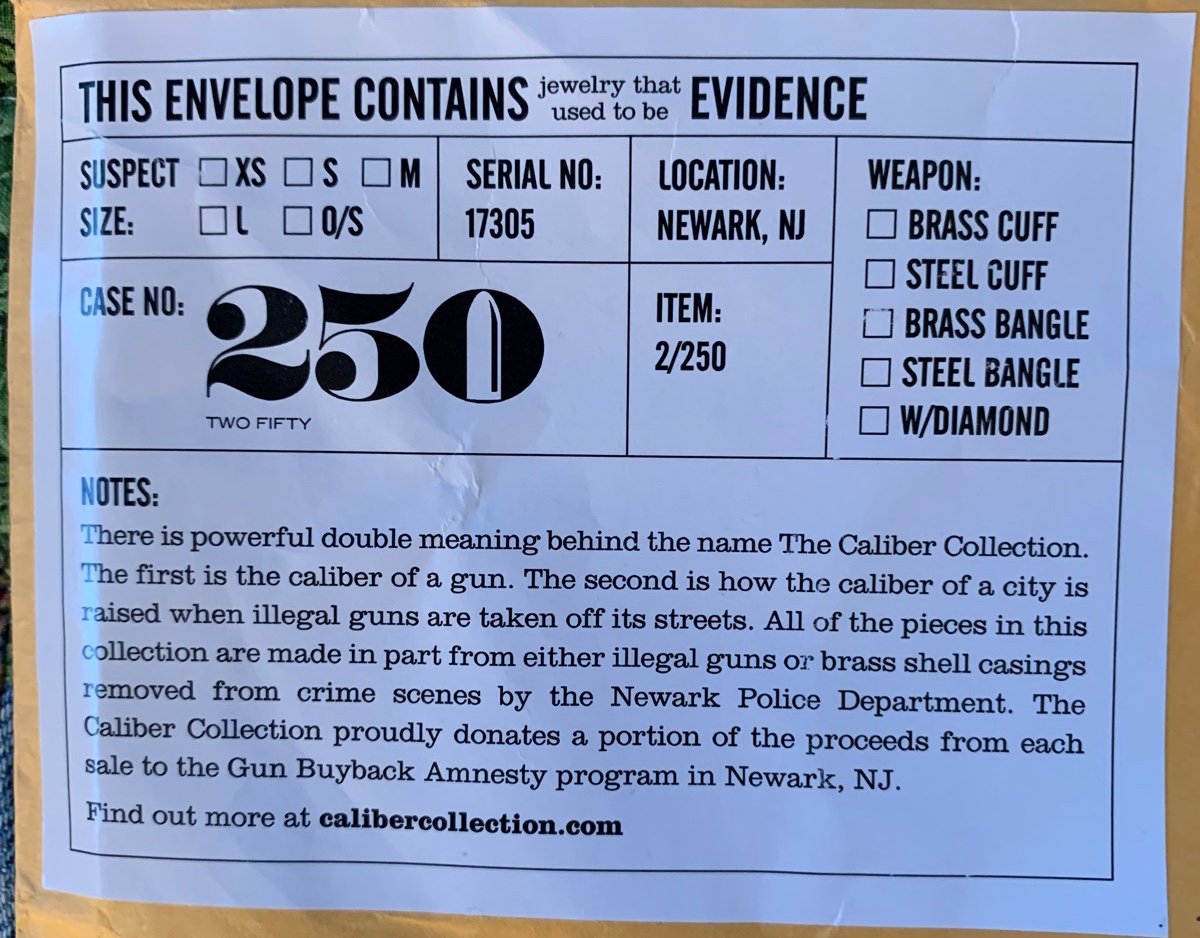 THIS ENVELOPE CONTAINS jewelry that used to be EVIDENCE
SUSPECT SIZE: ☐ XS ☐ S ☐ M ☐ L ☐ O/S
SERIAL NO:
17305
LOCATION:
NEWARK, NJ
WEAPON:
☐ BRASS CUFF
☐ STEEL CUFF
☐ BRASS BANGLE
☐ STEEL BANGLE
☐ W/DIAMOND
CASE NO: 250
TWO FIFTY
ITEM:
2/250
NOTES:
There is powerful double meaning behind the name The Caliber Collection.
The first is the caliber of a gun. The second is how the caliber of a city is
raised when illegal guns are taken off its streets. All of the pieces in this
collection are made in part from either illegal guns or brass shell casings
removed from crime scenes by the Newark Police Department. The
Caliber Collection proudly donates a portion of the proceeds from each
sale to the Gun Buyback Amnesty program in Newark, NJ.
Find out more at calibercollection.com